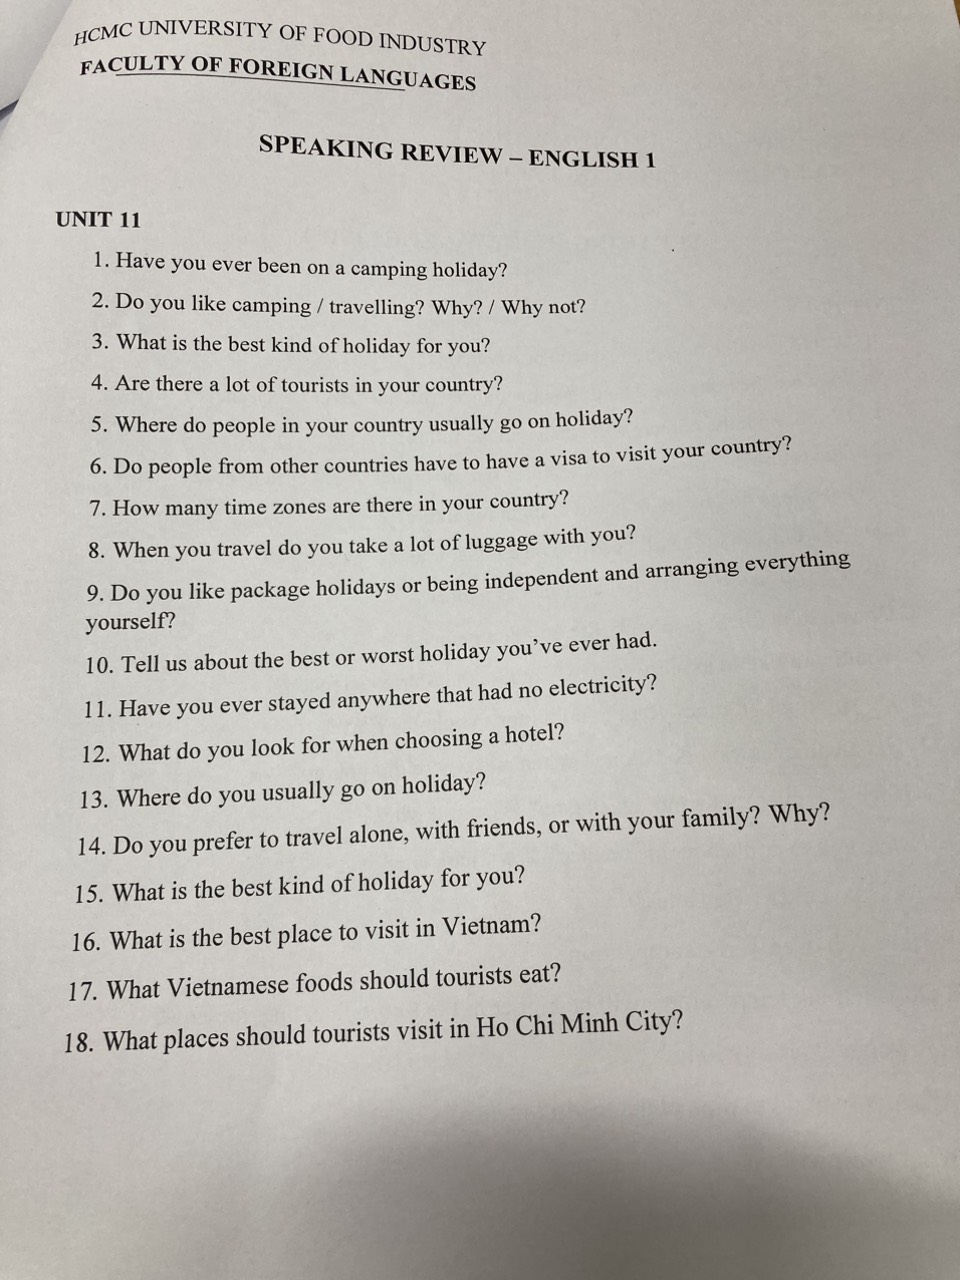 HCMC UNIVERSITY OF FOOD INDUSTRY
FACULTY OF FOREIGN LANGUAGES
SPEAKING REVIEW – ENGLISH 1
UNIT 11
1. Have you ever been on a camping holiday?
2. Do you like camping / travelling? Why? / Why not?
3. What is the best kind of holiday for you?
4. Are there a lot of tourists in your country?
5. Where do people in your country usually go on holiday?
6. Do people from other countries have to have a visa to visit your country?
7. How many time zones are there in your country?
8. When you travel do you take a lot of luggage with you?
9. Do you like package holidays or being independent and arranging everything
yourself?
10. Tell us about the best or worst holiday you've ever had.
11. Have you ever stayed anywhere that had no electricity?
12. What do you look for when choosing a hotel?
13. Where do you usually go on holiday?
14. Do you prefer to travel alone, with friends, or with your family? Why?
15. What is the best kind of holiday for you?
16. What is the best place to visit in Vietnam?
17. What Vietnamese foods should tourists eat?
18. What places should tourists visit in Ho Chi Minh City?